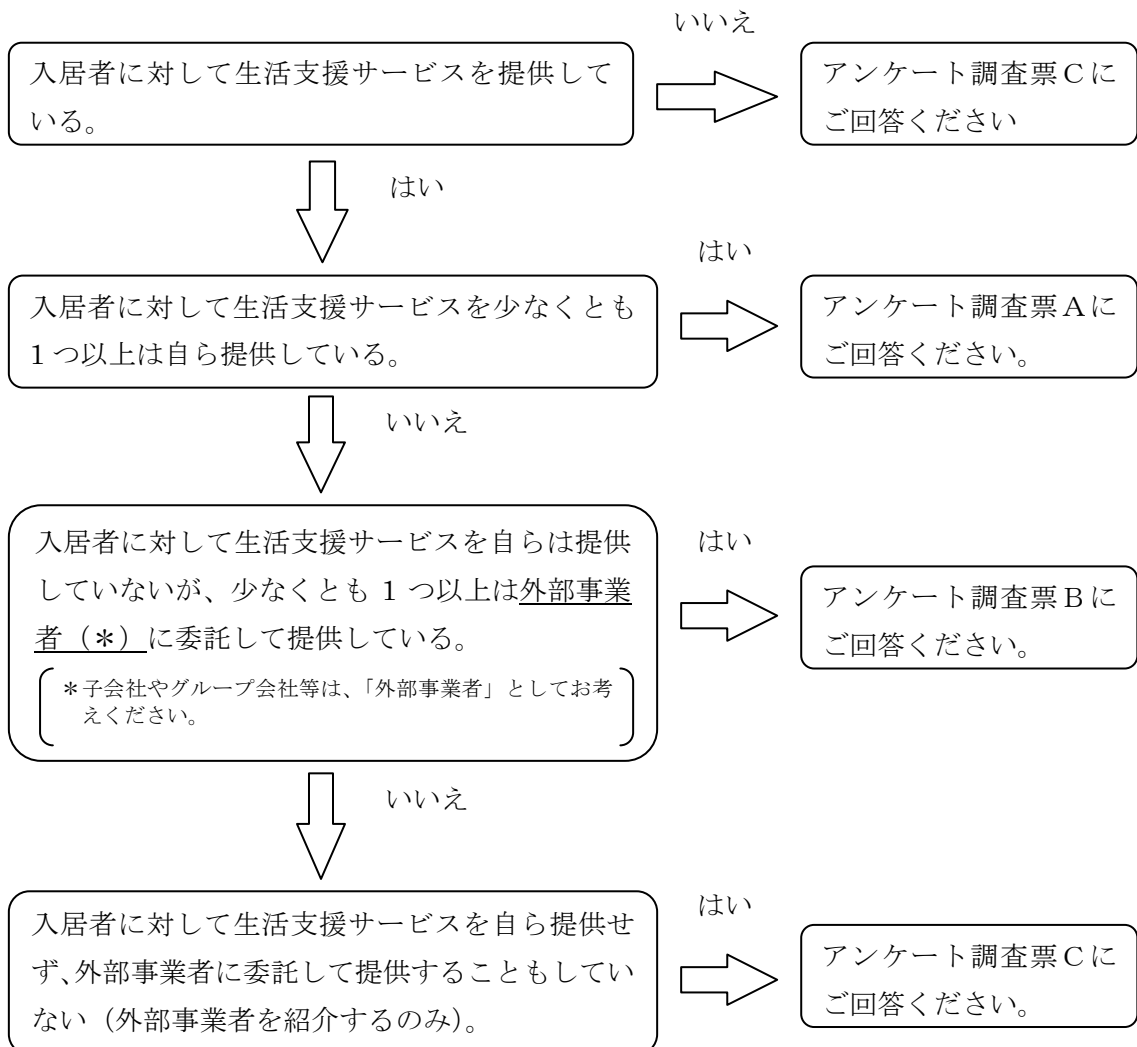 いいえ
入居者に対して生活支援サービスを提供して
いる。
アンケート調査票Cに
ご回答ください
はい
はい
入居者に対して生活支援サービスを少なくとも
1つ以上は自ら提供している。
アンケート調査票Aに
ご回答ください。
いいえ
入居者に対して生活支援サービスを自らは提供
していないが、少なくとも 1 つ以上は外部事業
者（＊）に委託して提供している。
＊子会社やグループ会社等は、「外部事業者」としてお考
えください。
はい
アンケート調査票Bに
ご回答ください。
いいえ
入居者に対して生活支援サービスを自ら提供せ
ず、外部事業者に委託して提供することもしてい
ない（外部事業者を紹介するのみ）。
はい
アンケート調査票Cに
ご回答ください。